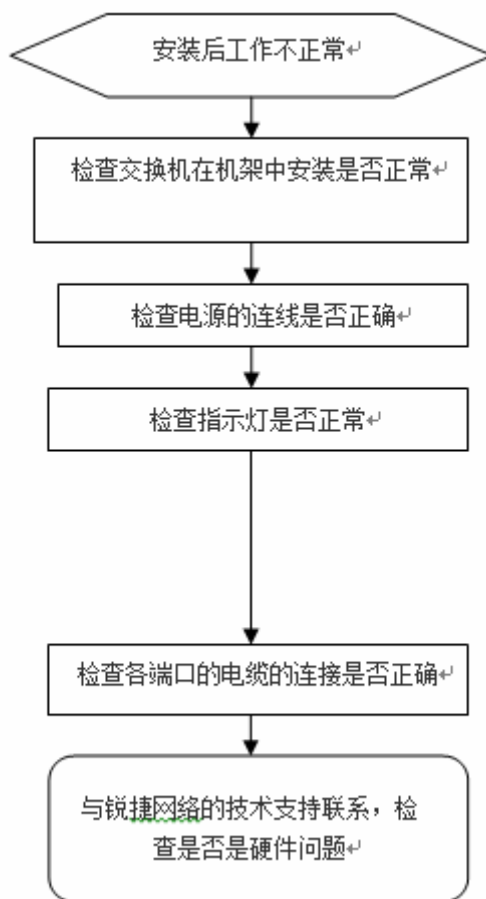 安装后工作不正常
检查交换机在机架中安装是否正常
检查电源的连线是否正确
检查指示灯是否正常
检查各端口的电缆的连接是否正确
与锐捷网络的技术支持联系，检
查是否是硬件问题